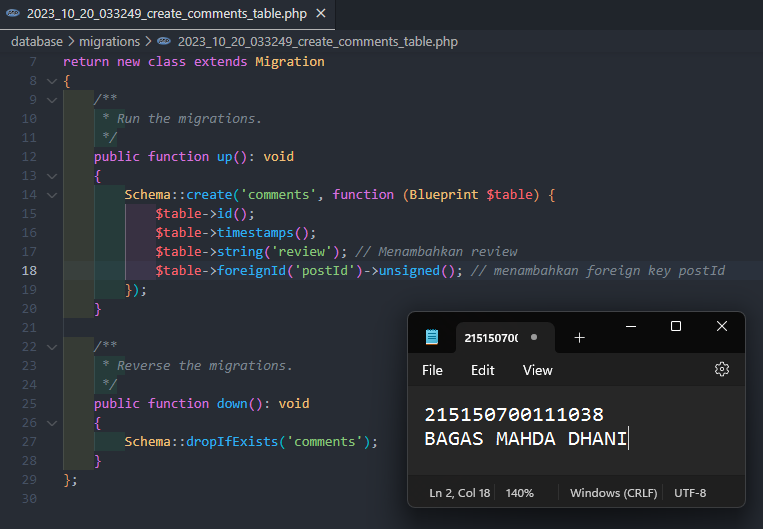 2023_10_20_033249_create_comments_table.php ×
database > migrations > 2023_10_20_033249_create_comments_table.php
7 return new class extends Migration
8 {
9 /**
10 * Run the migrations.
11 */
12 public function up(): void
13 {
14 Schema::create('comments', function (Blueprint $table) {
15 $table->id();
16 $table->timestamps();
17 $table->string('review'); // Menambahkan review
18 $table->foreignId('postId')->unsigned(); // menambahkan foreign key postId
19 });
20 }
21
22 /**
23 * Reverse the migrations.
24 */
25 public function down(): void
26 {
27 Schema::dropIfExists('comments');
28 }
29 };
30
215150700
File Edit View
215150700111038
BAGAS MAHDA DHANI
Ln 2, Col 18 140% Windows (CRLF) UTF-8